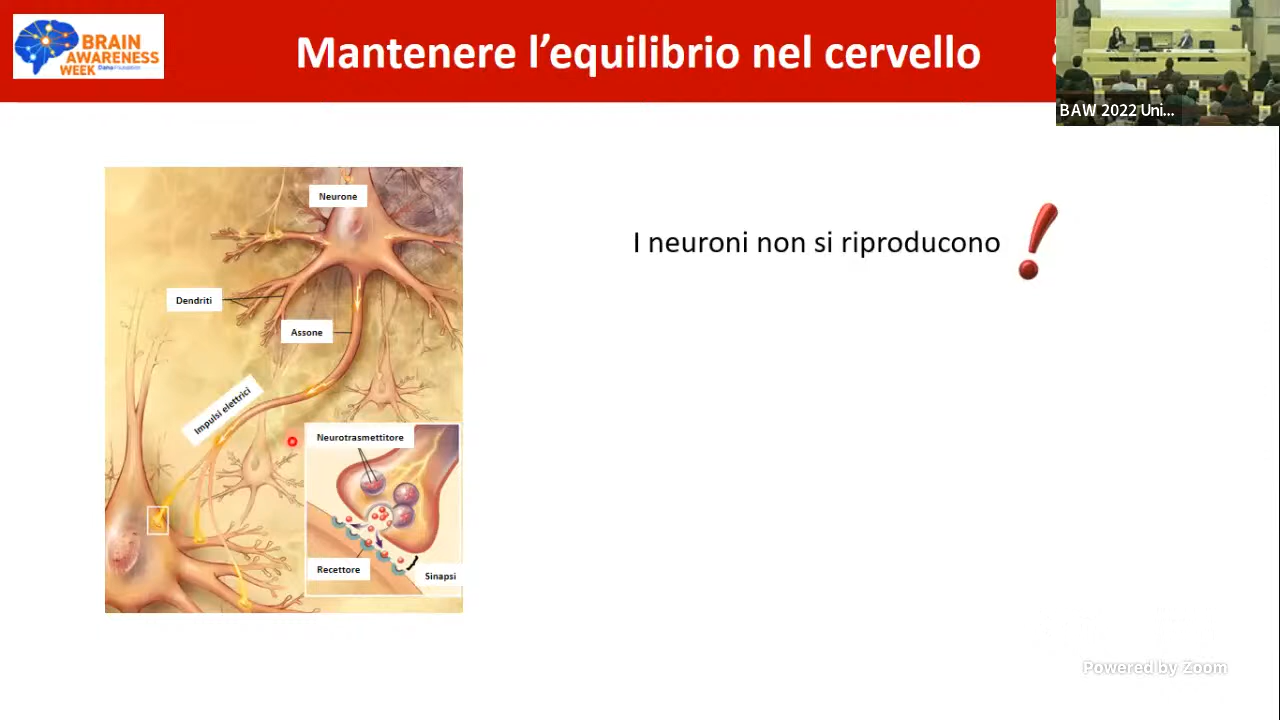 BRAIN
AWARENESS
WEEK
Mantenere l’equilibrio nel cervello
BAW 2022 Uni...
Neurone
I neuroni non si riproducono
Dendriti
Assone
Impulsi elettrici
Neurotrasmettitore
Recettore
Sinapsi
Powered by Zoom